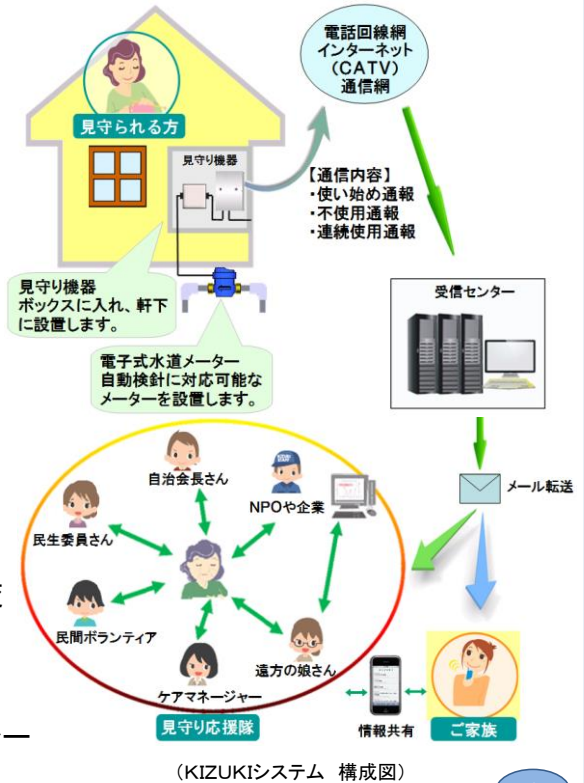 電話回線網
インターネット
（CATV）
通信網
見守られる方
見守り機器
【通信内容】
・使い始め通報
・不使用通報
・連続使用通報
見守り機器
ボックスに入れ、軒下
に設置します。
受信センター
電子式水道メーター
自動検針に対応可能な
メーターを設置します。
自治会長さん
NPOや企業
メール転送
民生委員さん
民間ボランティア
遠方の娘さん
ケアマネージャー
見守り応援隊
情報共有
ご家族
ー
（KIZUKIシステム　構成図）